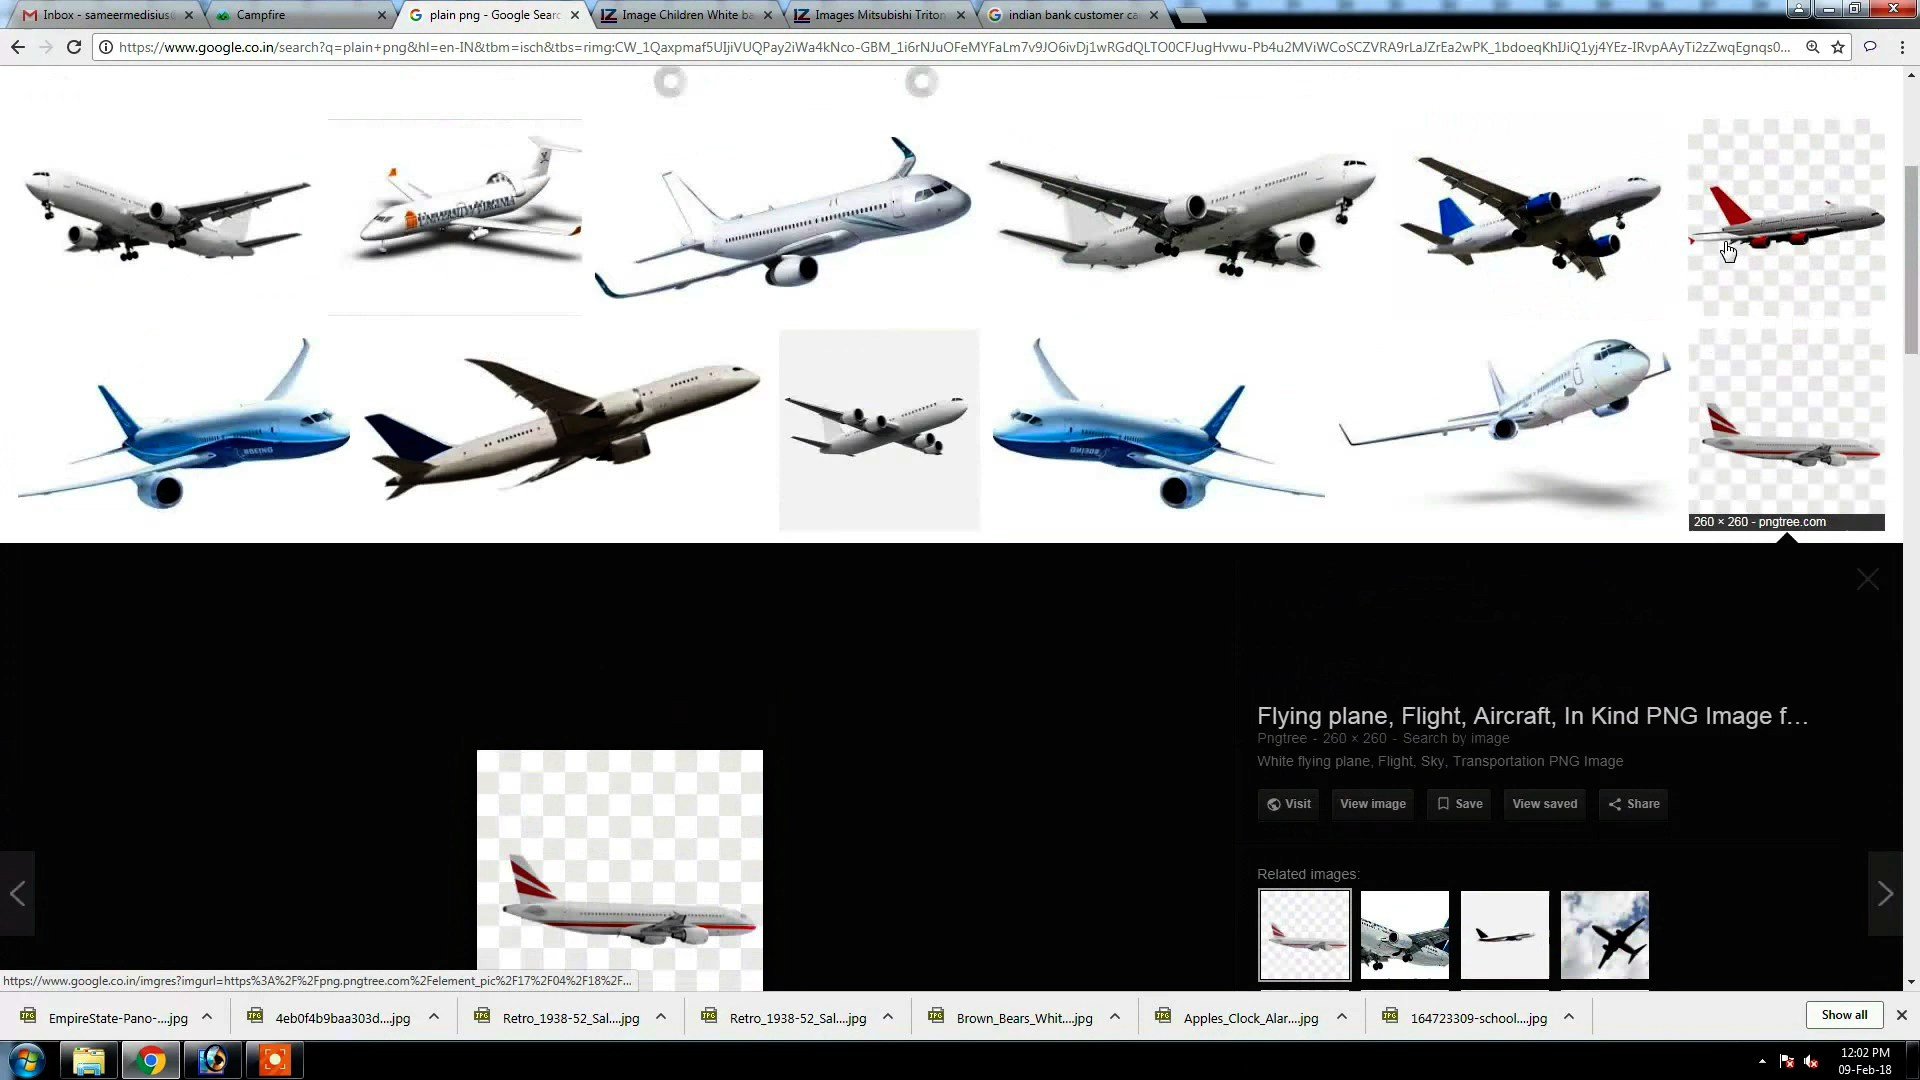 Inbox - sameermedisius
Campfire
plain png - Google Searc
Image Children White ba
Images Mitsubishi Triton
indian bank customer ca
https://www.google.co.in/search?q=plain+png&hl=en-IN&tbm=isch&tbs=rimg:
UNIVERSITY of VIRGINIA
BOEING
260 × 260 - pngtree.com
Flying plane, Flight, Aircraft, In Kind PNG Image f…
Pngtree - 260 × 260 - Search by image
White flying plane, Flight, Sky, Transportation PNG Image
Visit
View image
Save
View saved
Share
Related images:
https://www.google.co.in/imgres?imgurl=https%3A%2F%2Fpng.pngtree.com%2Felement_pic%2F17%2F04%2F18%2F...
EmpireState-Pano-....jpg
4eb0f4b9baa303d....jpg
Retro_1938-52_Sal....jpg
Retro_1938-52_Sal....jpg
Brown_Bears_Whit....jpg
Apples_Clock_Alar....jpg
164723309-school....jpg
Show all
12:02 PM
09-Feb-18